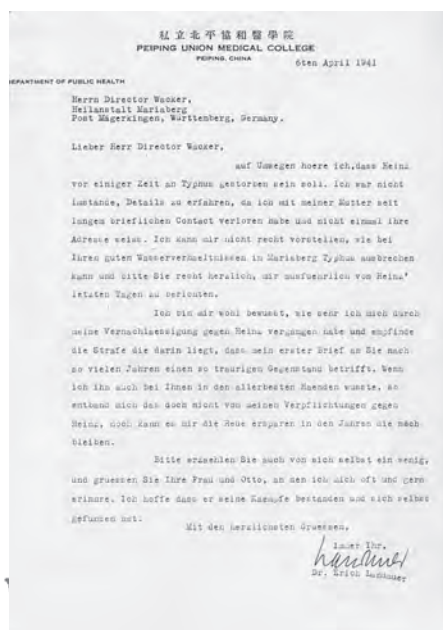 私立北平協和醫學院
PEIPING UNION MEDICAL COLLEGE
PEIPING, CHINA
6ten April 1941
DEPARTMENT OF PUBLIC HEALTH
Herrn Director Wacker,
Heilanstalt Mariaberg
Post Mägerkingen, Württemberg, Germany.
Lieber Herr Director Wacker,
auf Umwegen hoere ich, dass Heinz
vor einiger Zeit an Typhus gestorben sein soll. Ich war nicht
imstande, Details zu erfahren, da ich mit meiner Mutter seit
langem brieflichen Contact verloren habe und nicht einmal ihre
Adresse weiss. Ich kann mir nicht recht vorstellen, wie bei
Ihren guten Wasserverhaeltnissen in Mariaberg Typhus ausbrechen
kann und bitte Sie recht herzlich, mir ausfuehrlich von Heinz'
letzten Tagen zu berichten.
Ich bin mir wohl bewusst, wie sehr ich mich durch
meine Vernachlaessigung gegen Heinz vergangen habe und empfinde
die Strafe die darin liegt, dass mein erster Brief an Sie nach
so vielen Jahren einen so traurigen Gegenstand betrifft. Wenn
ich ihn auch bei Ihnen in den allerbesten Haenden wusste, so
entband mich das doch nicht von meinen Verpflichtungen gegen
Heinz, noch kann es mir die Reue ersparen in den Jahren die noch
bleiben.
Bitte erzaehlen Sie auch von sich selbst ein wenig,
und gruessen Sie Ihre Frau und Otto, an den ich mich oft und gern
erinnre. Ich hoffe dass er seine Kaempfe bestanden und sich selbst
gefunden hat.
Mit den herzlichsten Gruessen,
immer Ihr.
Dr. Erich Landauer